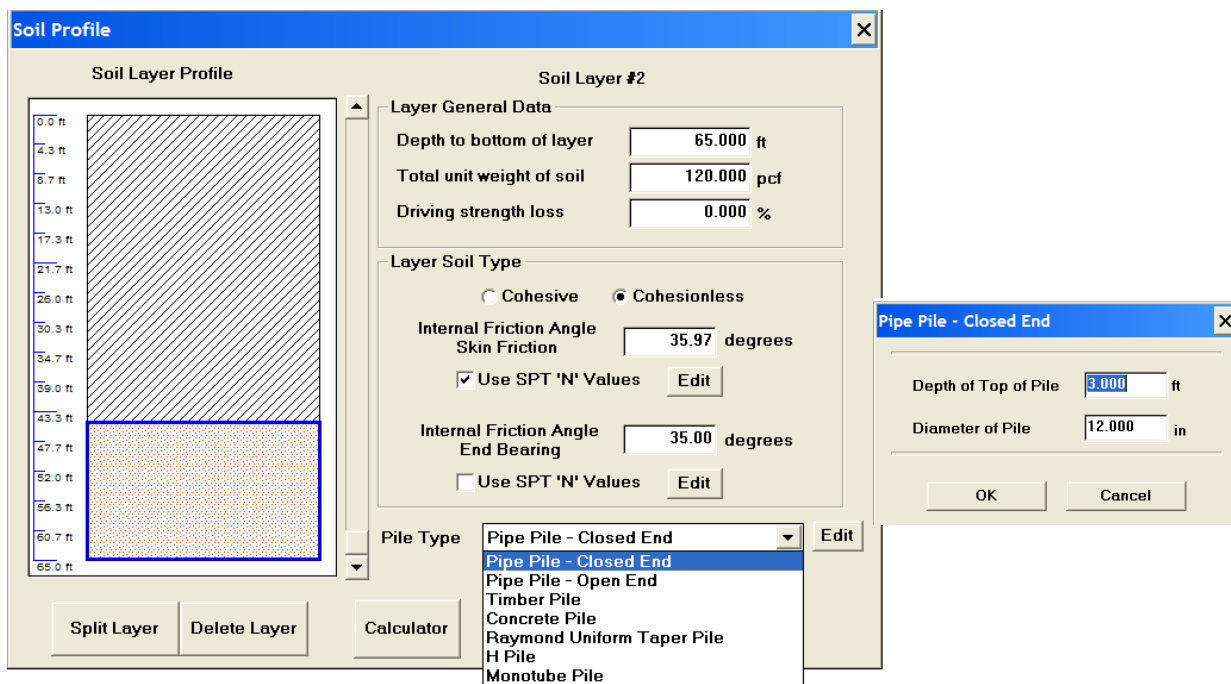 Soil Profile
Soil Layer Profile
0.0 ft
4.3 ft
8.7 ft
13.0 ft
17.3 ft
21.7 ft
26.0 ft
30.3 ft
34.7 ft
39.0 ft
43.3 ft
47.7 ft
52.0 ft
56.3 ft
60.7 ft
65.0 ft
Split Layer
Delete Layer
Calculator
Soil Layer #2
Layer General Data
Depth to bottom of layer 65.000 ft
Total unit weight of soil 120.000 pcf
Driving strength loss 0.000 %
Layer Soil Type
Cohesive Cohesionless
Internal Friction Angle
Skin Friction 35.97 degrees
Use SPT 'N' Values Edit
Internal Friction Angle
End Bearing 35.00 degrees
Use SPT 'N' Values Edit
Pile Type Pipe Pile - Closed End Edit
Pipe Pile - Closed End
Pipe Pile - Open End
Timber Pile
Concrete Pile
Raymond Uniform Taper Pile
H Pile
Monotube Pile
Pipe Pile - Closed End
Depth of Top of Pile 3.000 ft
Diameter of Pile 12.000 in
OK Cancel